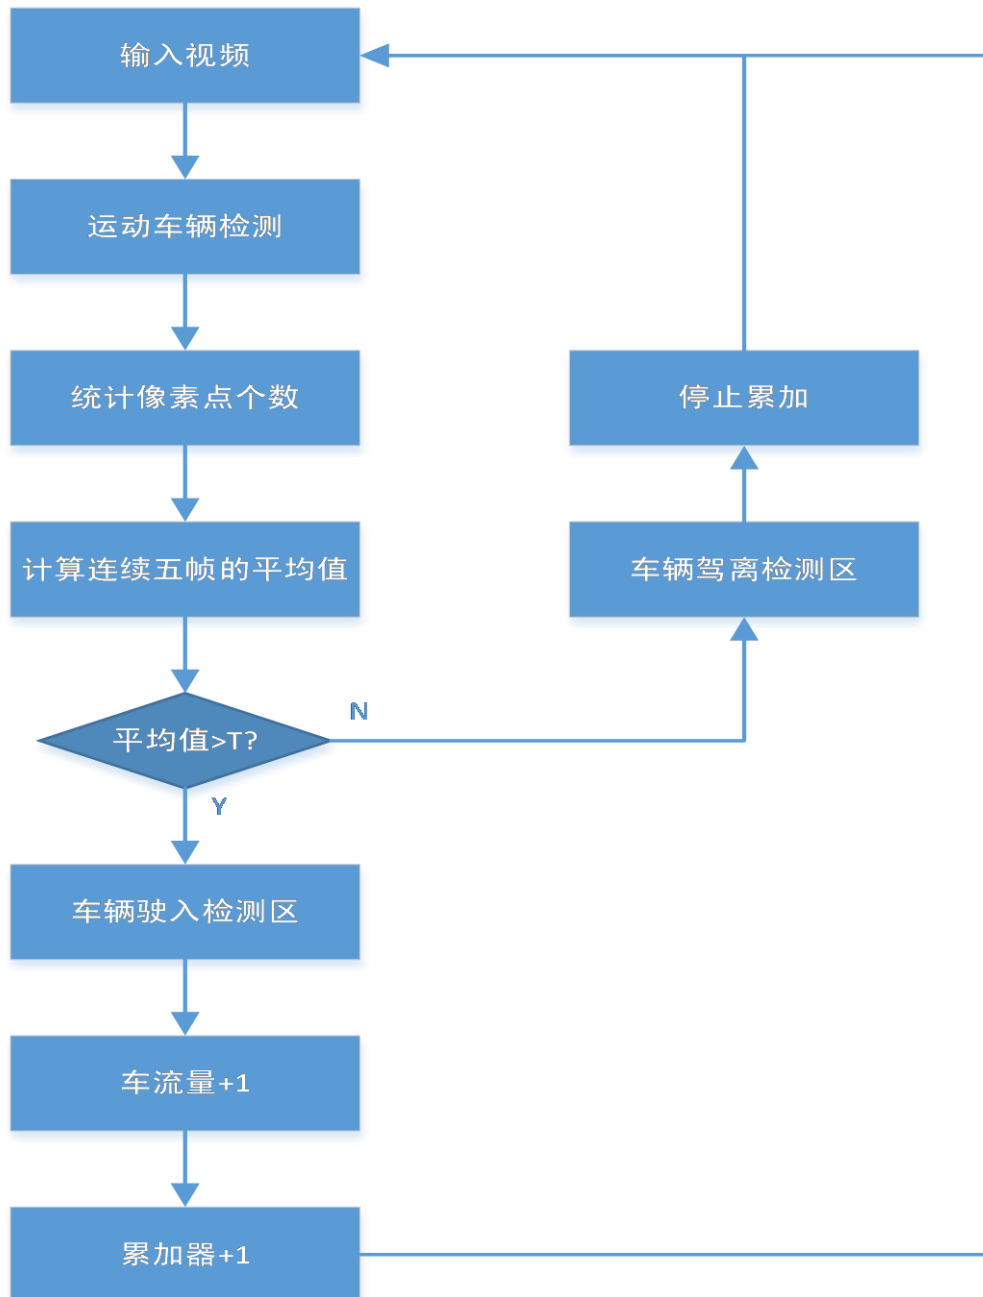 输入视频
运动车辆检测
统计像素点个数
计算连续五帧的平均值
平均值>T?
N
Y
车辆驶入检测区
车流量+1
累加器+1
车辆驾离检测区
停止累加